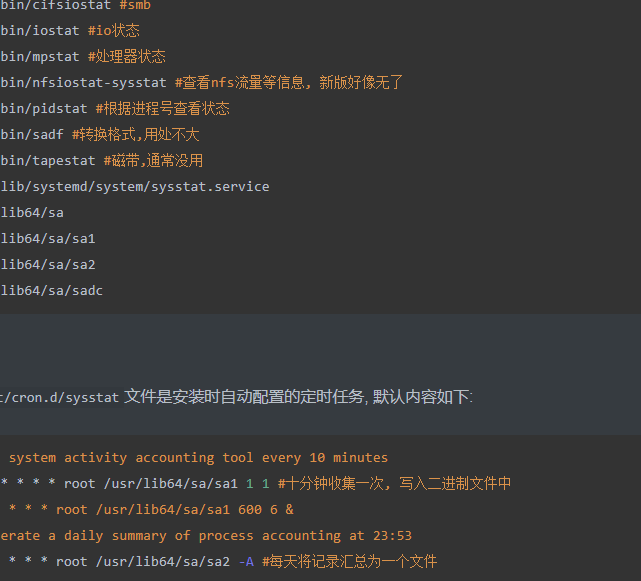 bin/cifsiostat #smb
bin/iostat #io状态
bin/mpstat #处理器状态
bin/nfsiostat-sysstat #查看nfs流量等信息, 新版好像无了
bin/pidstat #根据进程号查看状态
bin/sadf #转换格式,用处不大
bin/tapestat #磁带,通常没用
lib/systemd/system/sysstat.service
lib64/sa
lib64/sa/sa1
lib64/sa/sa2
lib64/sa/sadc
/cron.d/sysstat 文件是安装时自动配置的定时任务, 默认内容如下:
system activity accounting tool every 10 minutes
* * * * root /usr/lib64/sa/sa1 1 1 #十分钟收集一次, 写入二进制文件中
* * * root /usr/lib64/sa/sa1 600 6 &
erate a daily summary of process accounting at 23:53
* * * root /usr/lib64/sa/sa2 -A #每天将记录汇总为一个文件